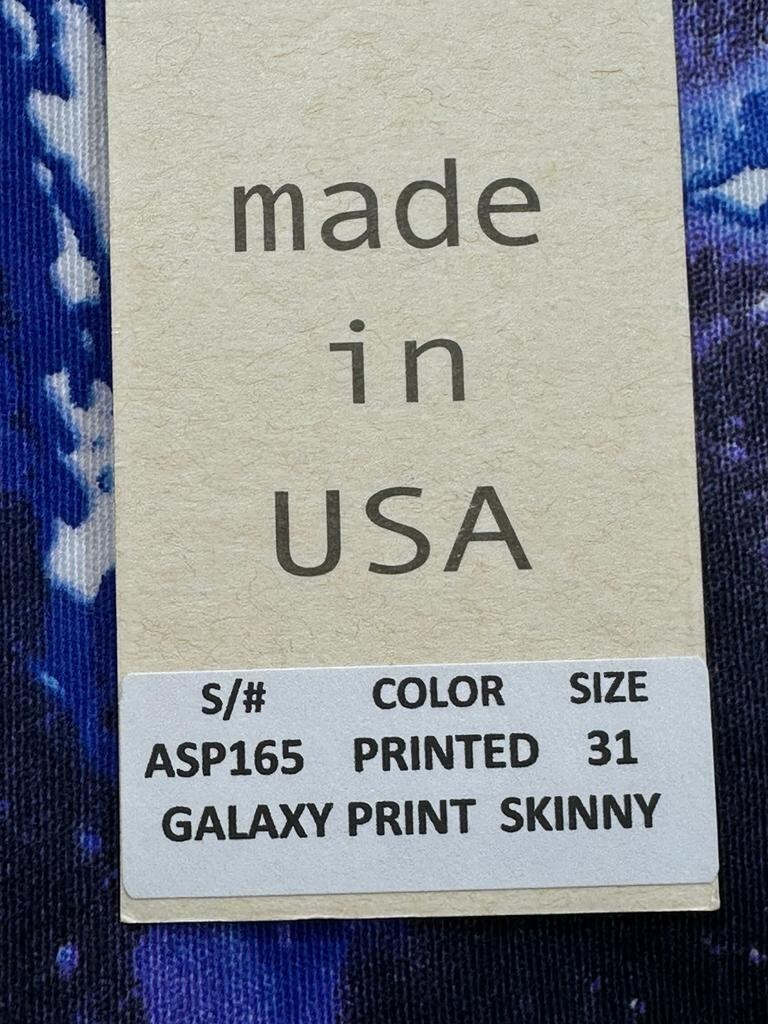 made
in
USA
S/# COLOR SIZE
ASP165 PRINTED 31
GALAXY PRINT SKINNY